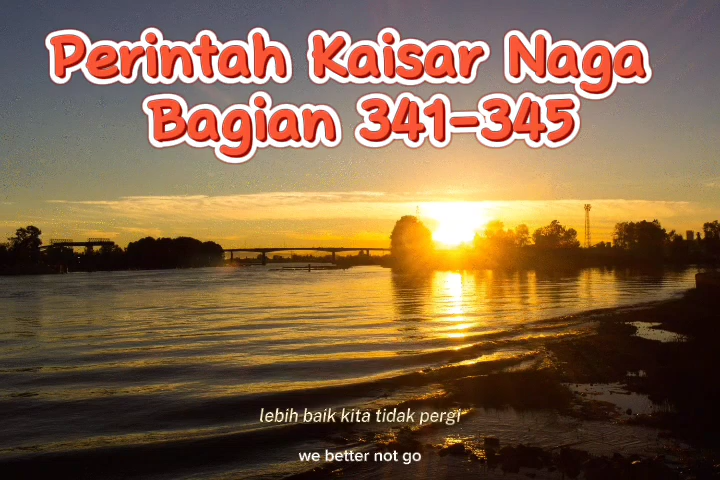 Perintah Kaisar Naga
Bagian 341-345
lebih baik kita tidak pergi
we better not go